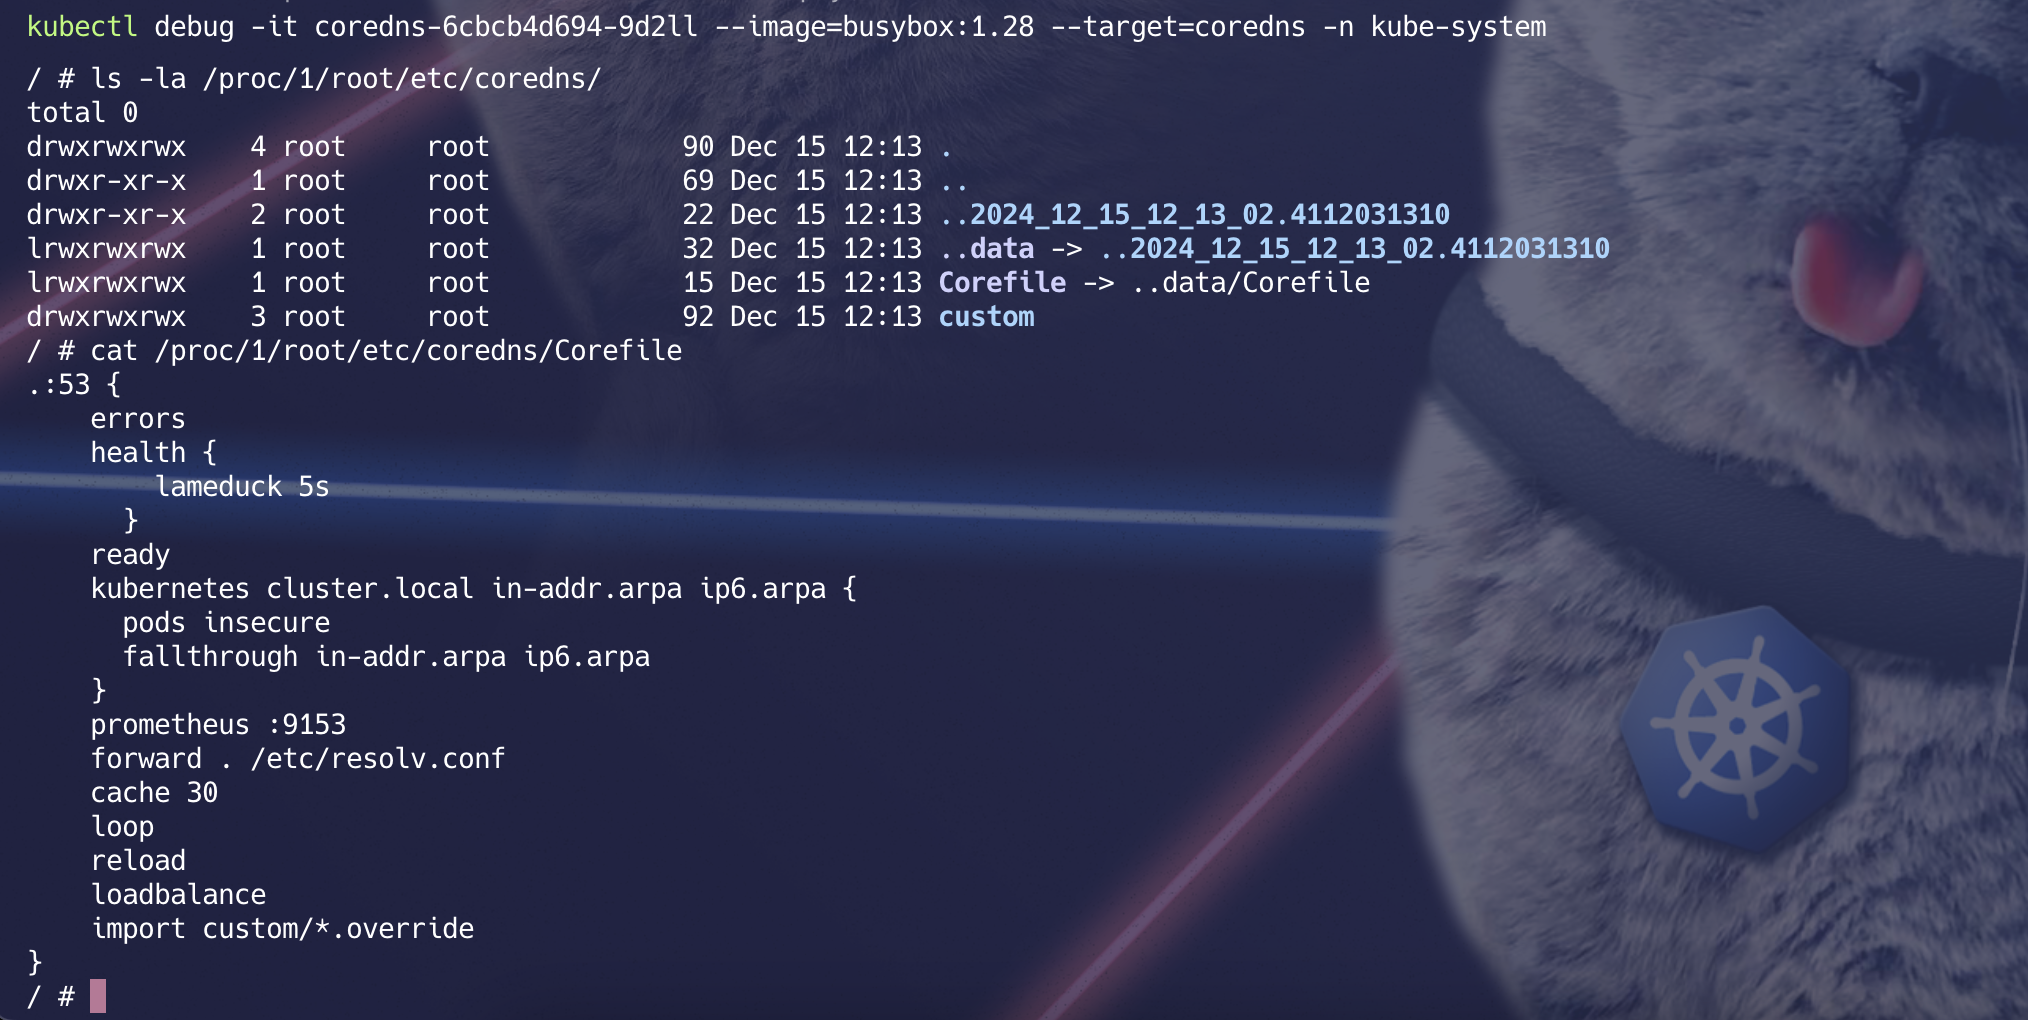 kubectl debug -it coredns-6cbcb4d694-9d2ll --image=busybox:1.28 --target=coredns -n kube-system
/ # ls -la /proc/1/root/etc/coredns/
total 0
drwxrwxrwx    4 root     root            90 Dec 15 12:13 .
drwxr-xr-x    1 root     root            69 Dec 15 12:13 ..
drwxr-xr-x    2 root     root            22 Dec 15 12:13 ..2024_12_15_12_13_02.4112031310
lrwxrwxrwx    1 root     root            32 Dec 15 12:13 ..data -> ..2024_12_15_12_13_02.4112031310
lrwxrwxrwx    1 root     root            15 Dec 15 12:13 Corefile -> ..data/Corefile
drwxrwxrwx    3 root     root            92 Dec 15 12:13 custom
/ # cat /proc/1/root/etc/coredns/Corefile
.:53 {
    errors
    health {
        lameduck 5s
      }
    ready
    kubernetes cluster.local in-addr.arpa ip6.arpa {
      pods insecure
      fallthrough in-addr.arpa ip6.arpa
    }
    prometheus :9153
    forward . /etc/resolv.conf
    cache 30
    loop
    reload
    loadbalance
    import custom/*.override
}
/ #